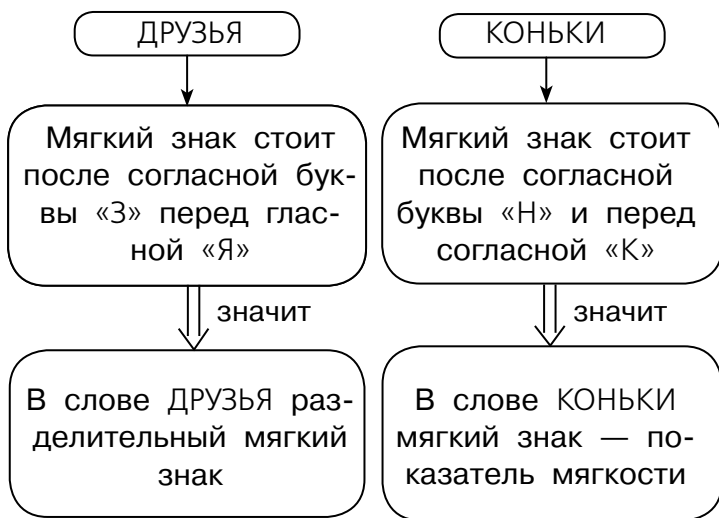 ДРУЗЬЯ
Мягкий знак стоит
после согласной бук-
вы «З» перед глас-
ной «Я»
значит
В слове ДРУЗЬЯ раз-
делительный мягкий
знак
КОНЬКИ
Мягкий знак стоит
после согласной
буквы «Н» и перед
согласной «К»
значит
В слове КОНЬКИ
мягкий знак — по-
казатель мягкости